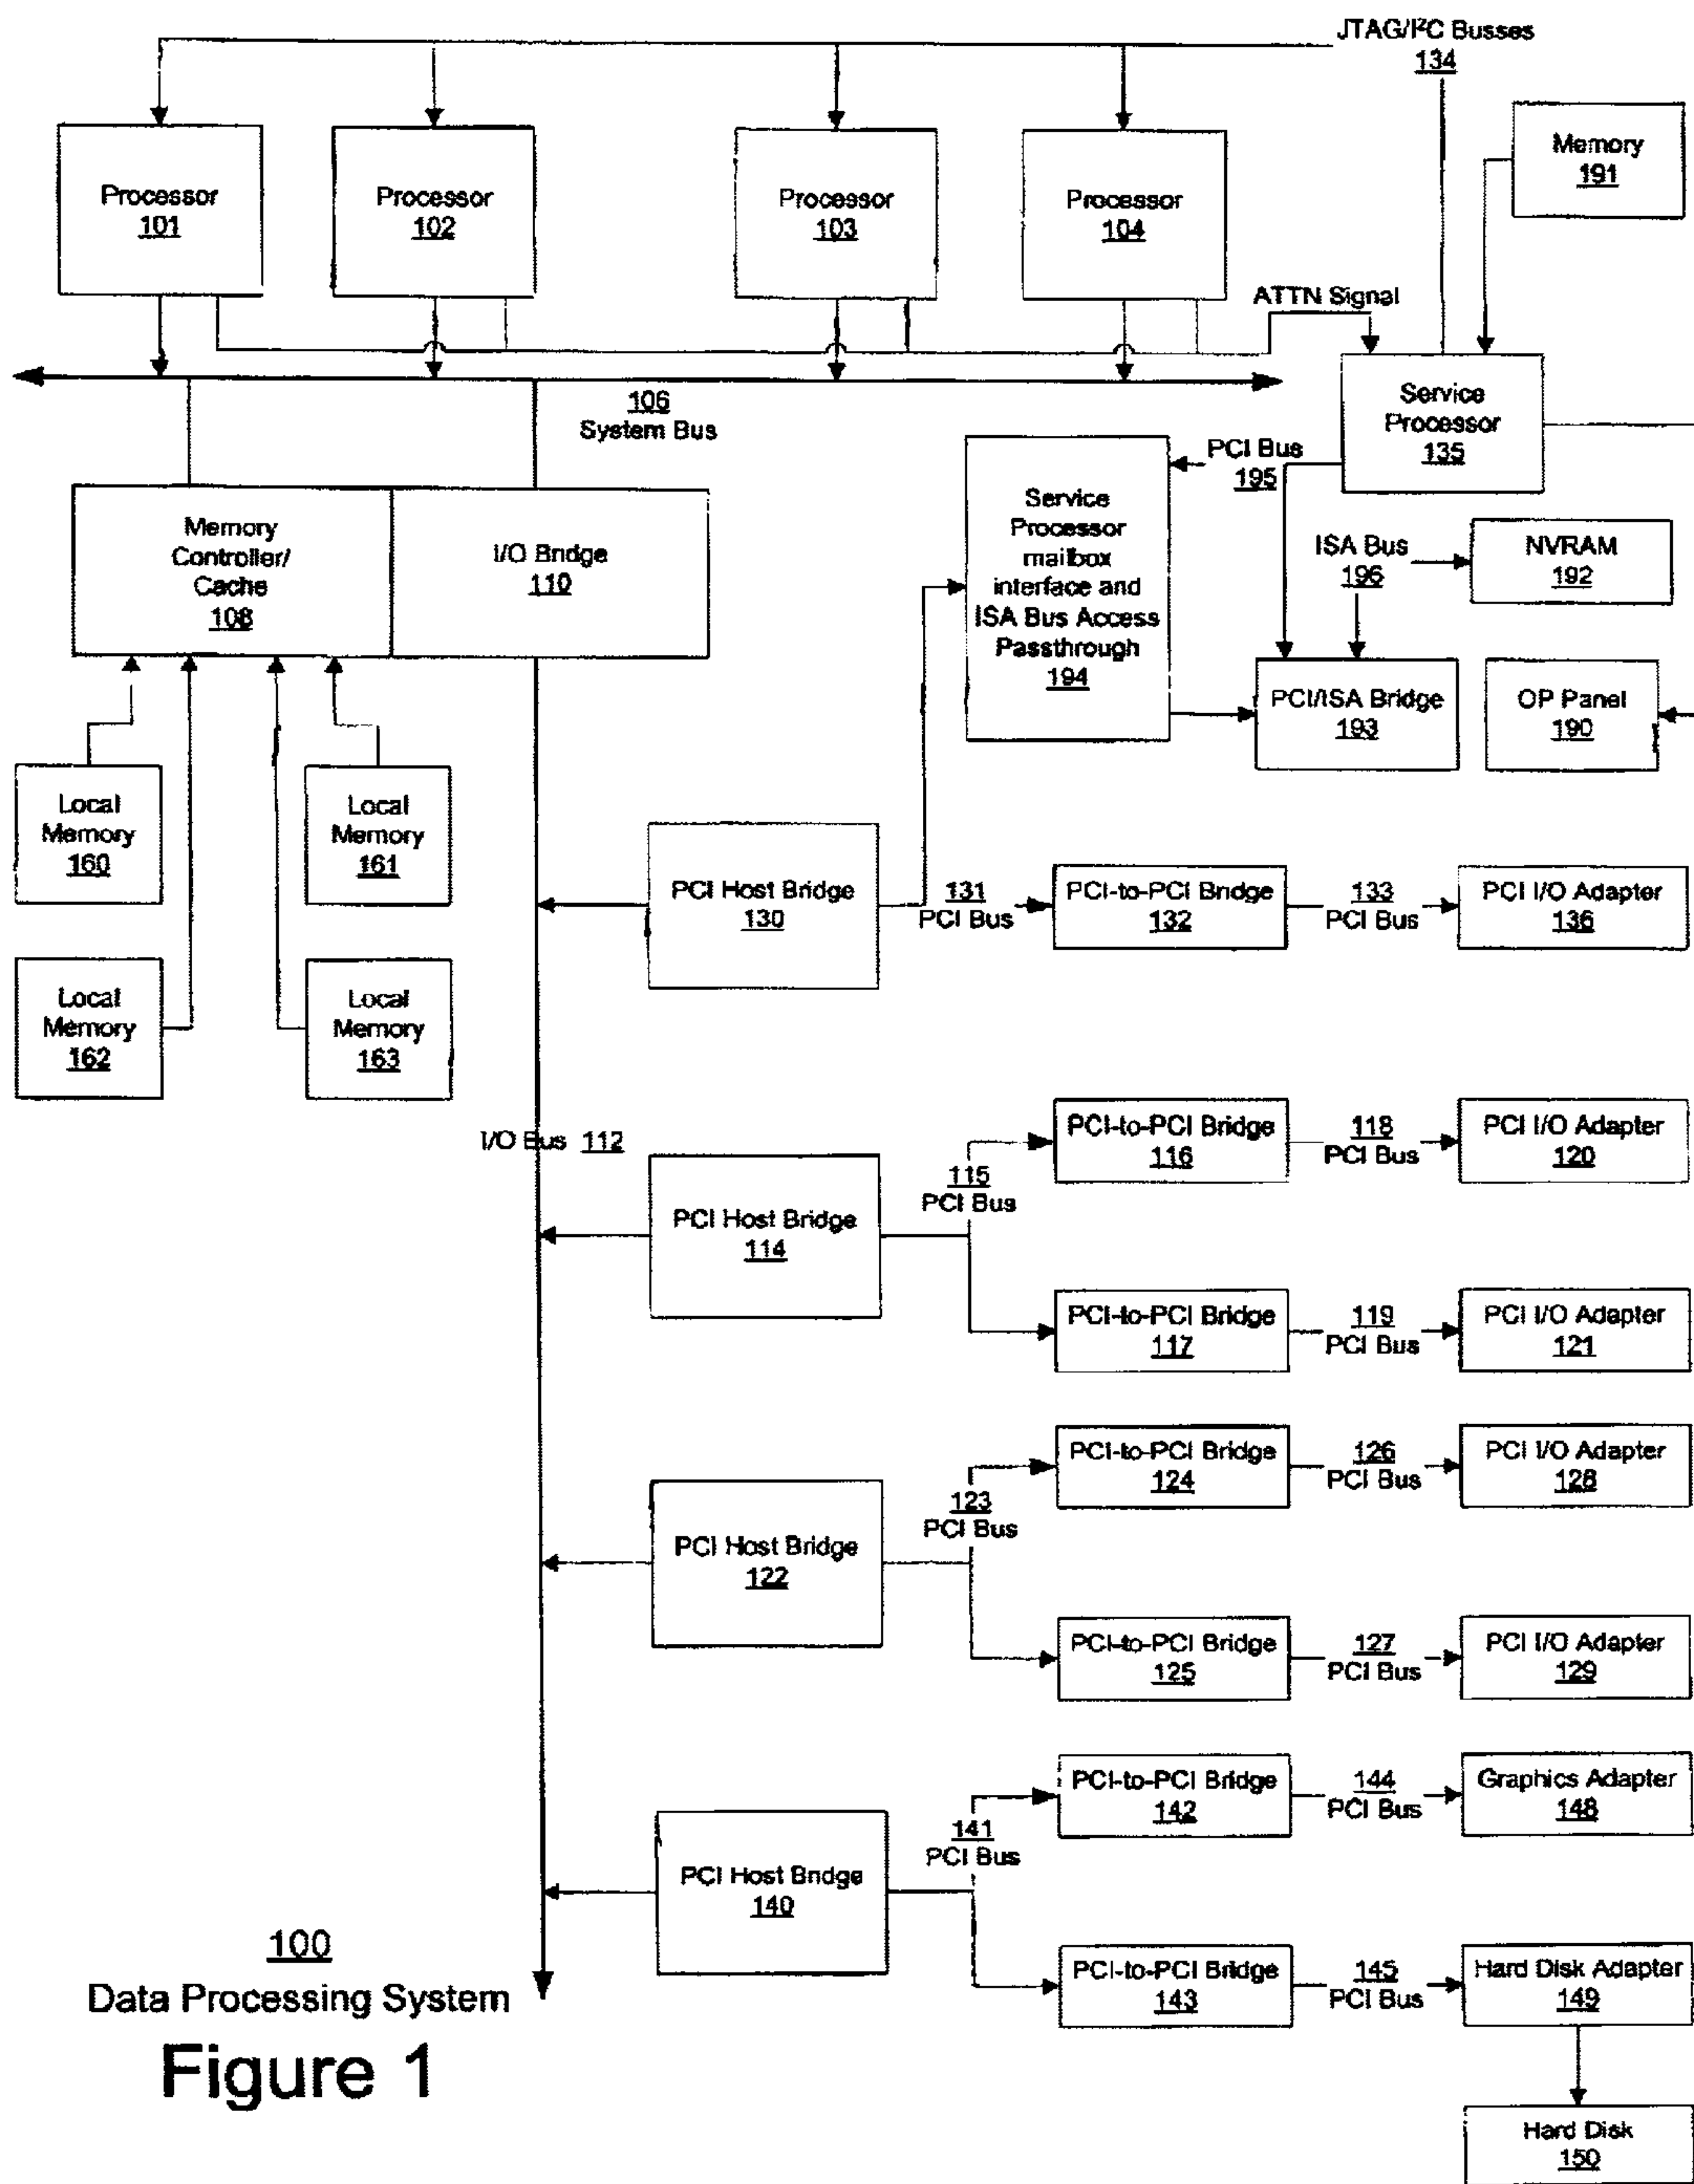 JTAG/I²C Busses
134
Processor
101
Processor
102
Processor
103
Processor
104
Memory
191
ATTN Signal
106
System Bus
Service
Processor
135
PCI Bus
195
Memory
Controller/
Cache
108
I/O Bridge
110
Service
Processor
mailbox
interface and
ISA Bus Access
Passthrough
194
ISA Bus
196
NVRAM
192
PCI/ISA Bridge
193
OP Panel
190
Local
Memory
160
Local
Memory
161
Local
Memory
162
Local
Memory
163
PCI Host Bridge
130
131
PCI Bus
PCI-to-PCI Bridge
132
133
PCI Bus
PCI I/O Adapter
136
I/O Bus 112
PCI Host Bridge
114
115
PCI Bus
PCI-to-PCI Bridge
116
118
PCI Bus
PCI I/O Adapter
120
PCI-to-PCI Bridge
117
119
PCI Bus
PCI I/O Adapter
121
PCI Host Bridge
122
123
PCI Bus
PCI-to-PCI Bridge
124
126
PCI Bus
PCI I/O Adapter
128
PCI-to-PCI Bridge
125
127
PCI Bus
PCI I/O Adapter
129
PCI Host Bridge
140
141
PCI Bus
PCI-to-PCI Bridge
142
144
PCI Bus
Graphics Adapter
148
PCI-to-PCI Bridge
143
145
PCI Bus
Hard Disk Adapter
149
Hard Disk
150
100
Data Processing System
Figure 1